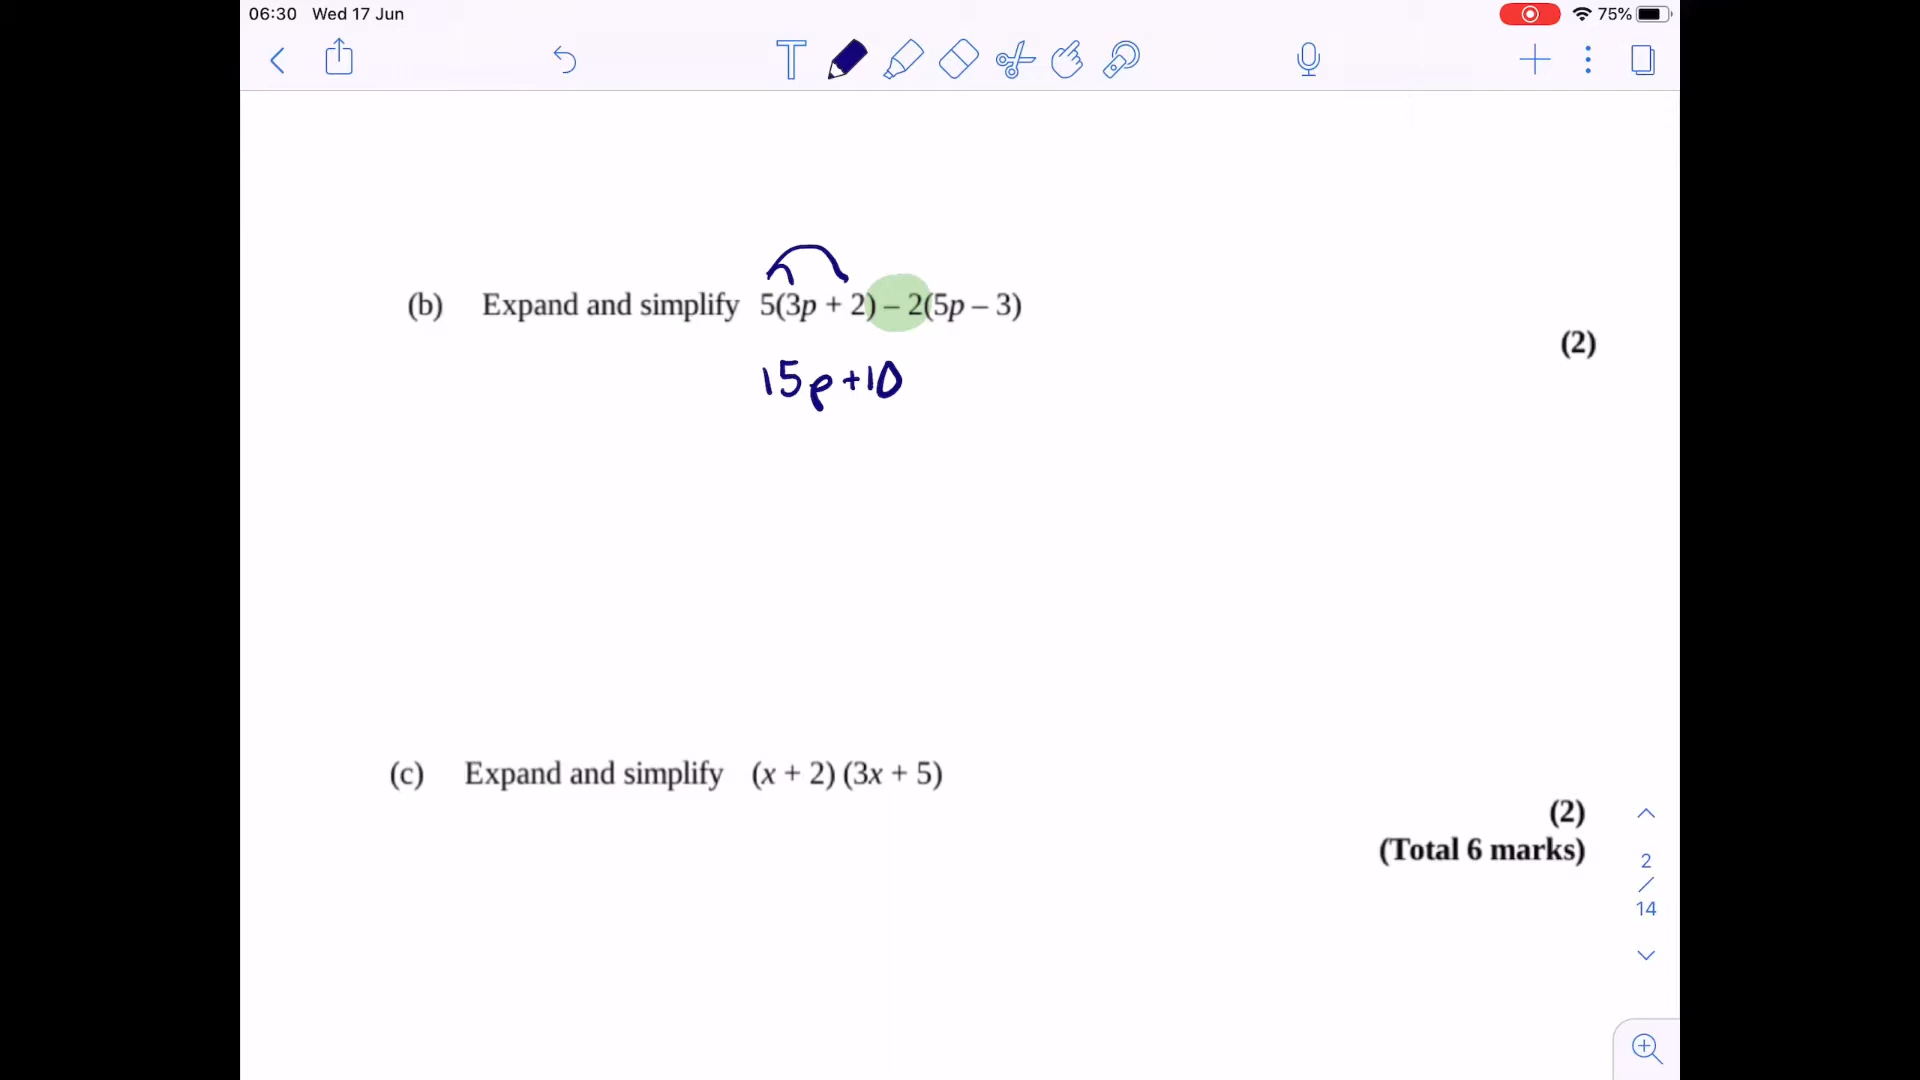 06:30 Wed 17 Jun 75%
T
(b) Expand and simplify 5(3p + 2) – 2(5p – 3)
(2)
15p+10
(c) Expand and simplify (x + 2) (3x + 5)
(2)
(Total 6 marks)
2
/
14